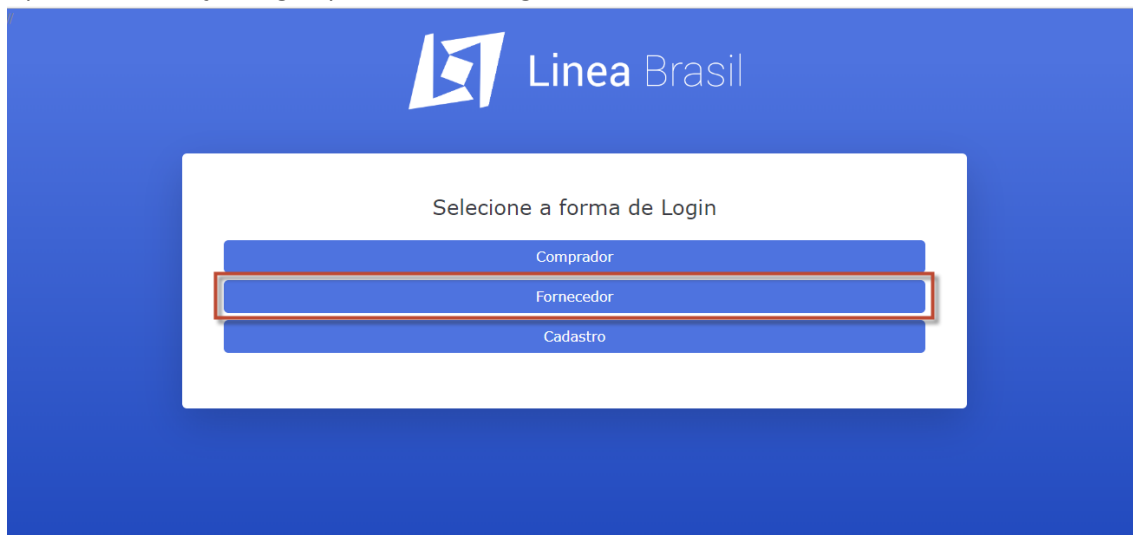 Linea Brasil
Selecione a forma de Login
Comprador
Fornecedor
Cadastro